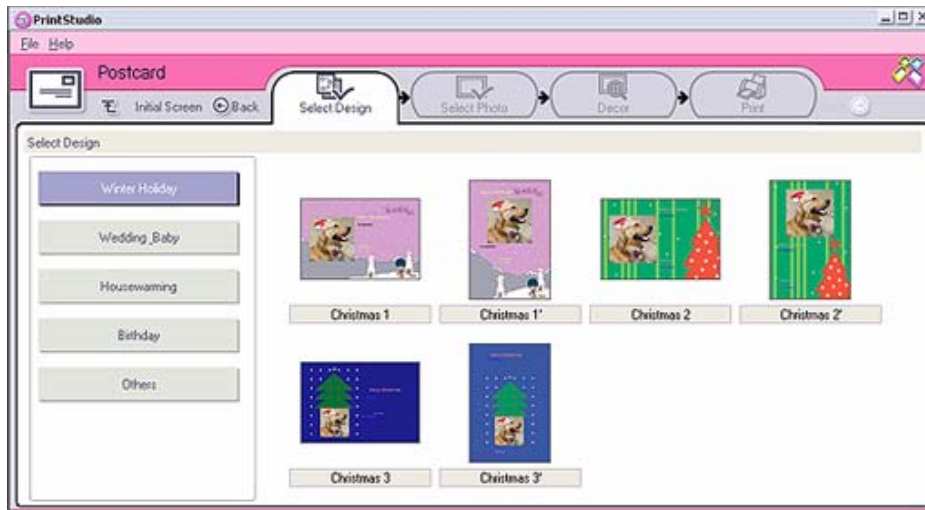 PrintStudio
File Help
Postcard
Initial Screen Back
Select Design
Select Photo
Decor
Print
Select Design
Winter Holiday
Wedding_Baby
Housewarming
Birthday
Others
Christmas 1
Christmas 1'
Christmas 2
Christmas 2'
Christmas 3
Christmas 3'